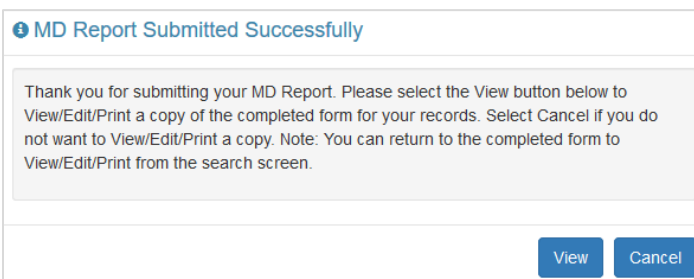 MD Report Submitted Successfully
Thank you for submitting your MD Report. Please select the View button below to
View/Edit/Print a copy of the completed form for your records. Select Cancel if you do
not want to View/Edit/Print a copy. Note: You can return to the completed form to
View/Edit/Print from the search screen.
View Cancel